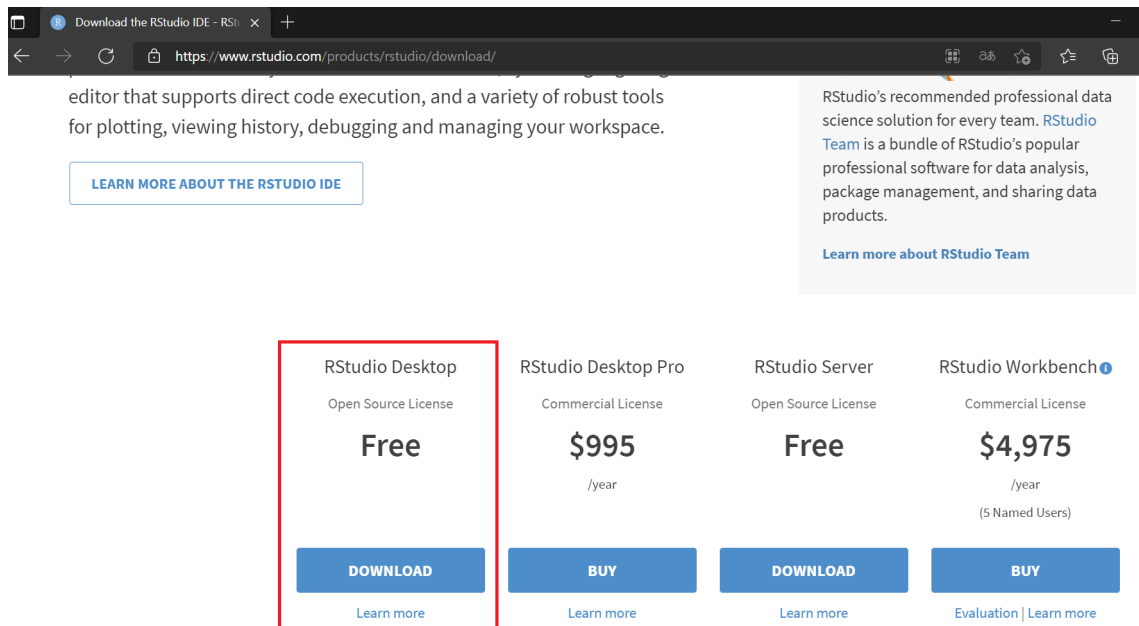 Download the RStudio IDE - RStu
https://www.rstudio.com/products/rstudio/download/
editor that supports direct code execution, and a variety of robust tools
for plotting, viewing history, debugging and managing your workspace.
LEARN MORE ABOUT THE RSTUDIO IDE
RStudio's recommended professional data
science solution for every team. RStudio
Team is a bundle of RStudio's popular
professional software for data analysis,
package management, and sharing data
products.
Learn more about RStudio Team
RStudio Desktop
Open Source License
Free
DOWNLOAD
Learn more
RStudio Desktop Pro
Commercial License
$995
/year
BUY
Learn more
RStudio Server
Open Source License
Free
DOWNLOAD
Learn more
RStudio Workbench
Commercial License
$4,975
/year
(5 Named Users)
BUY
Evaluation | Learn more